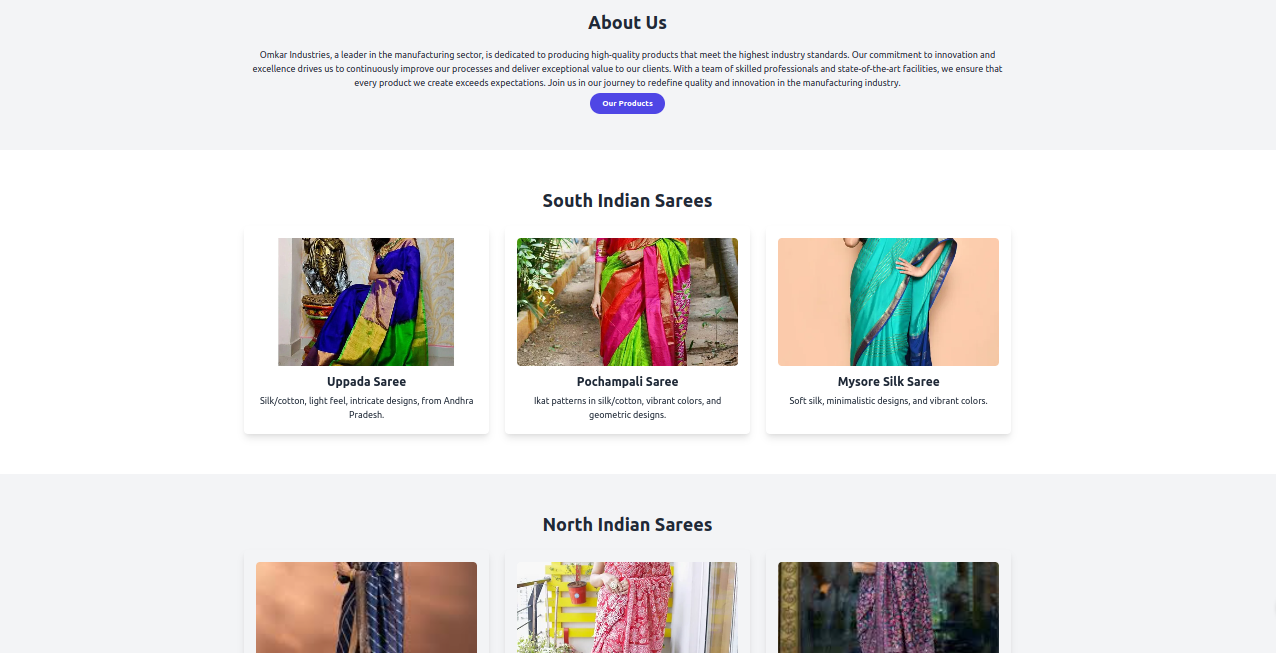 About Us
Omkar Industries, a leader in the manufacturing sector, is dedicated to producing high-quality products that meet the highest industry standards. Our commitment to innovation and
excellence drives us to continuously improve our processes and deliver exceptional value to our clients. With a team of skilled professionals and state-of-the-art facilities, we ensure that
every product we create exceeds expectations. Join us in our journey to redefine quality and innovation in the manufacturing industry.
Our Products
South Indian Sarees
Uppada Saree
Silk/cotton, light feel, intricate designs, from Andhra
Pradesh.
Pochampali Saree
Ikat patterns in silk/cotton, vibrant colors, and
geometric designs.
Mysore Silk Saree
Soft silk, minimalistic designs, and vibrant colors.
North Indian Sarees